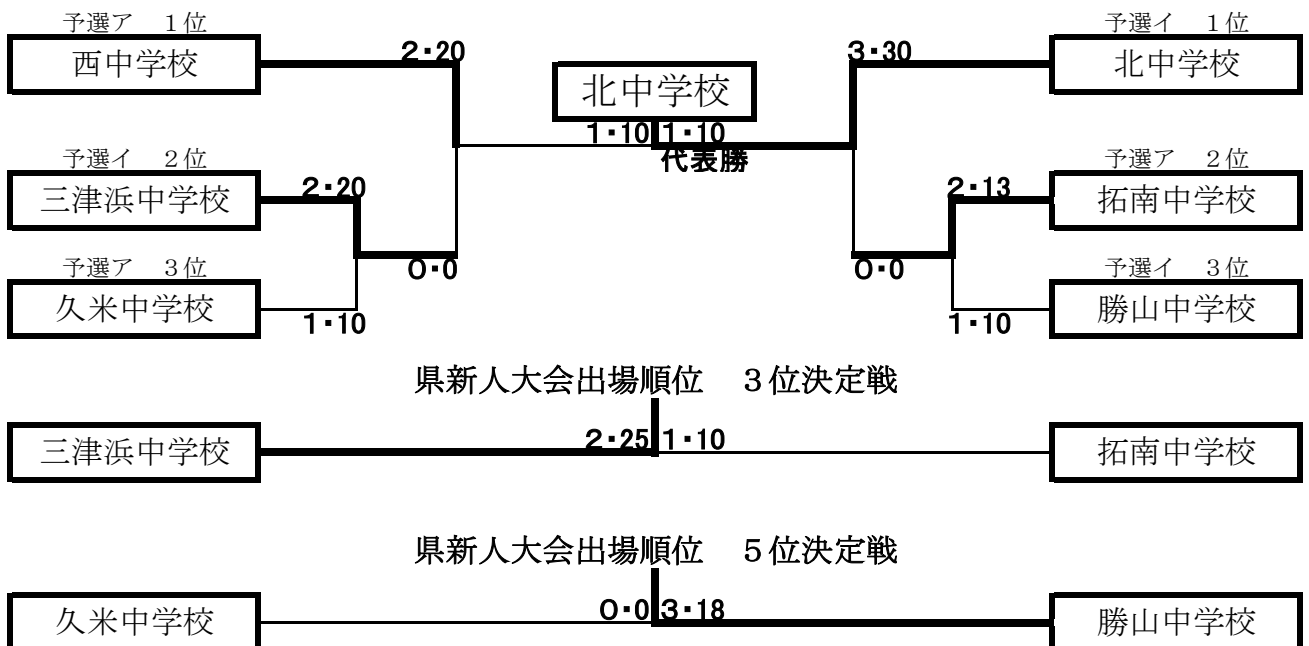 予選ア　１位
予選イ　１位
西中学校
2・20
3・30
北中学校
北中学校
1・10 1・10
代表勝
予選イ　２位
予選ア　２位
三津浜中学校
2・20
2・13
拓南中学校
0・0
0・0
予選ア　３位
予選イ　３位
久米中学校
1・10
1・10
勝山中学校
県新人大会出場順位　３位決定戦
三津浜中学校
2・25 1・10
拓南中学校
県新人大会出場順位　５位決定戦
久米中学校
0・0 3・18
勝山中学校